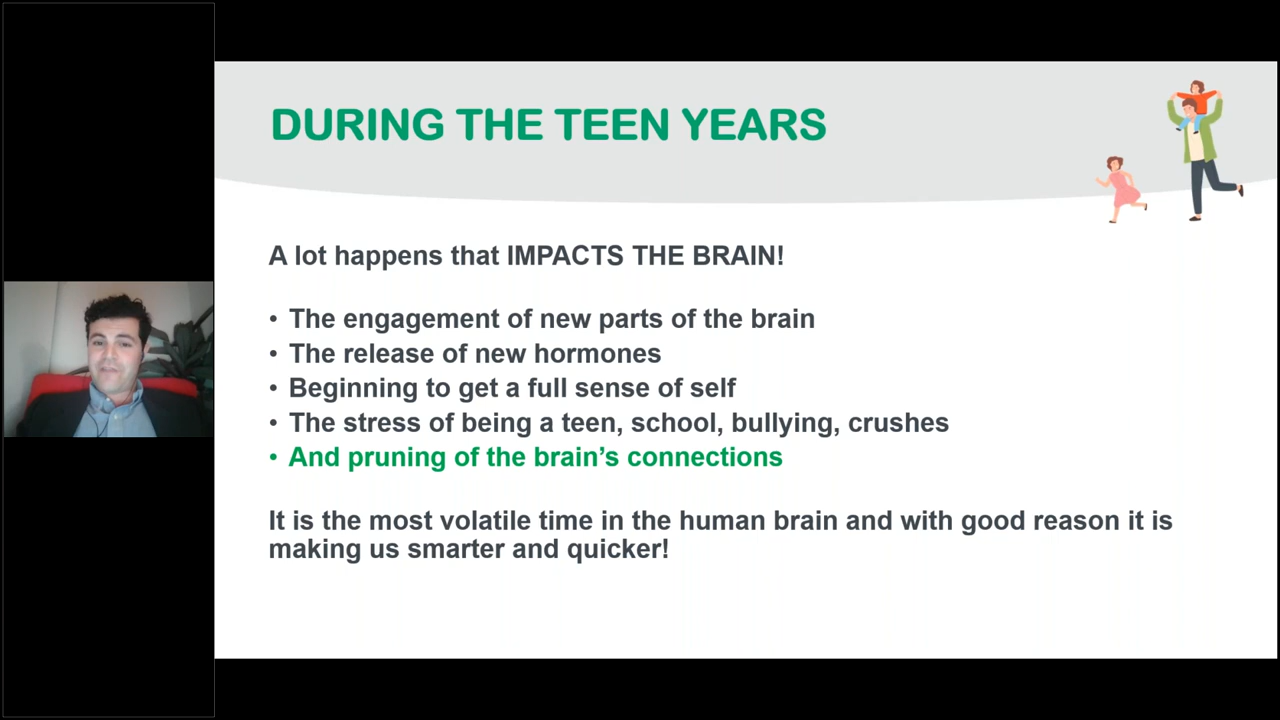 DURING THE TEEN YEARS
A lot happens that IMPACTS THE BRAIN!
• The engagement of new parts of the brain
• The release of new hormones
• Beginning to get a full sense of self
• The stress of being a teen, school, bullying, crushes
• And pruning of the brain’s connections
It is the most volatile time in the human brain and with good reason it is
making us smarter and quicker!